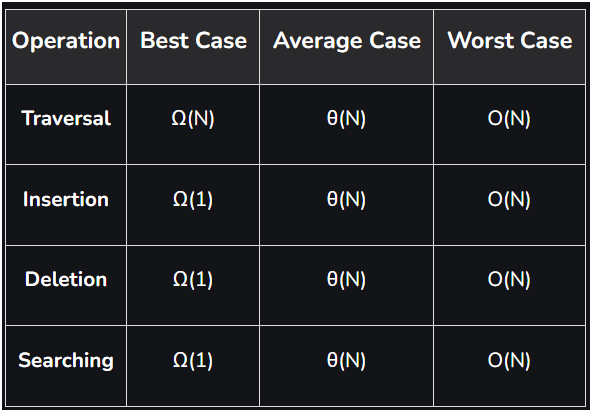 Operation Best Case Average Case Worst Case
Traversal Ω(N) θ(N) O(N)
Insertion Ω(1) θ(N) O(N)
Deletion Ω(1) θ(N) O(N)
Searching Ω(1) θ(N) O(N)